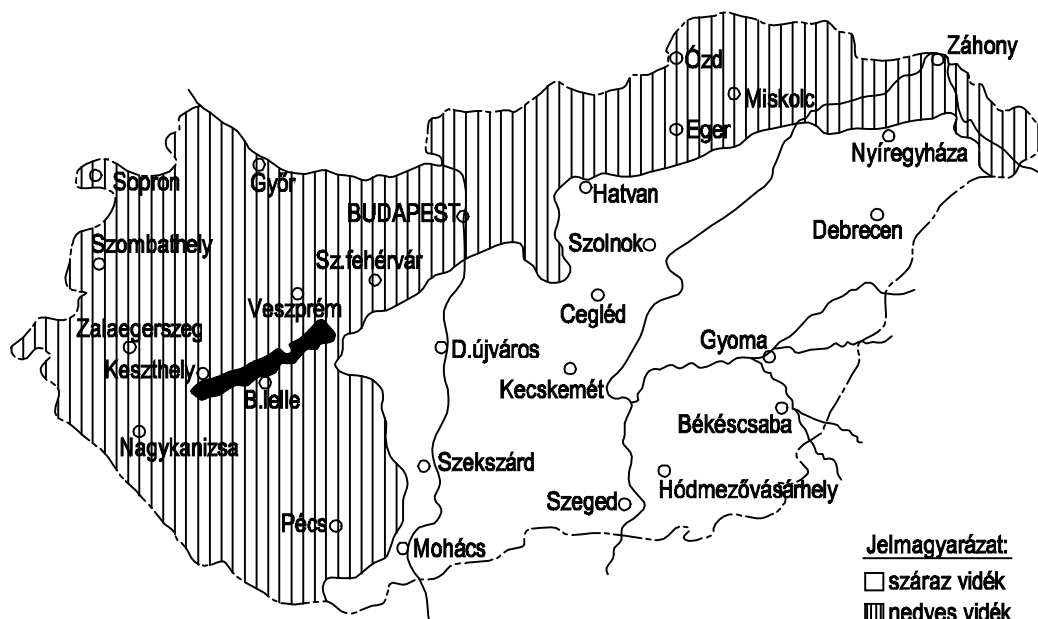 Záhony
Ózd
Miskolc
Eger
Nyíregyháza
Sopron
Győr
Hatvan
BUDAPEST
Debrecen
Szolnok
Szombathely
Sz.fehérvár
Veszprém
Cegléd
Zalaegerszeg
D.újváros
Gyoma
Keszthely
Kecskemét
B.lelle
Békéscsaba
Nagykanizsa
Szekszárd
Hódmezővásárhely
Szeged
Pécs
Mohács
Jelmagyarázat:
száraz vidék
nedves vidék